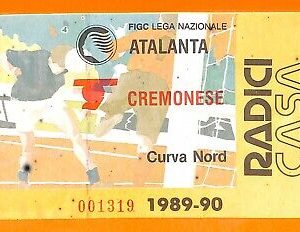 FIGC LEGA NAZIONALE
ATALANTA
CREMONESE
Curva Nord
001319 1989-90
RADICI
CASA